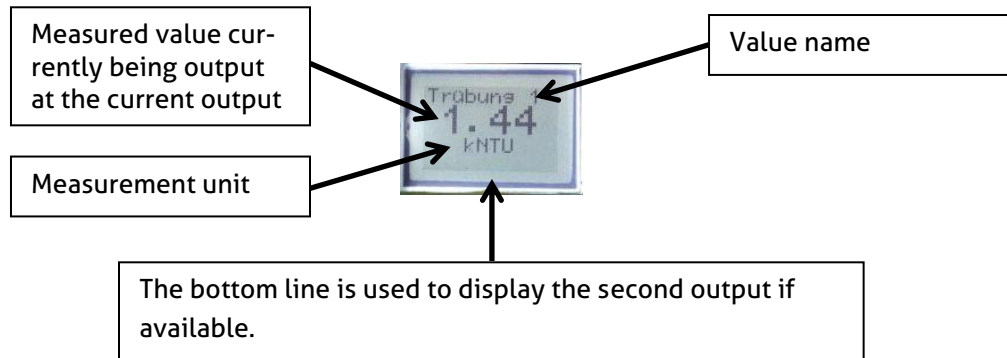 Measured value cur-
rently being output
at the current output
Value name
Trübung 1
1.44
kNTU
Measurement unit
The bottom line is used to display the second output if
available.